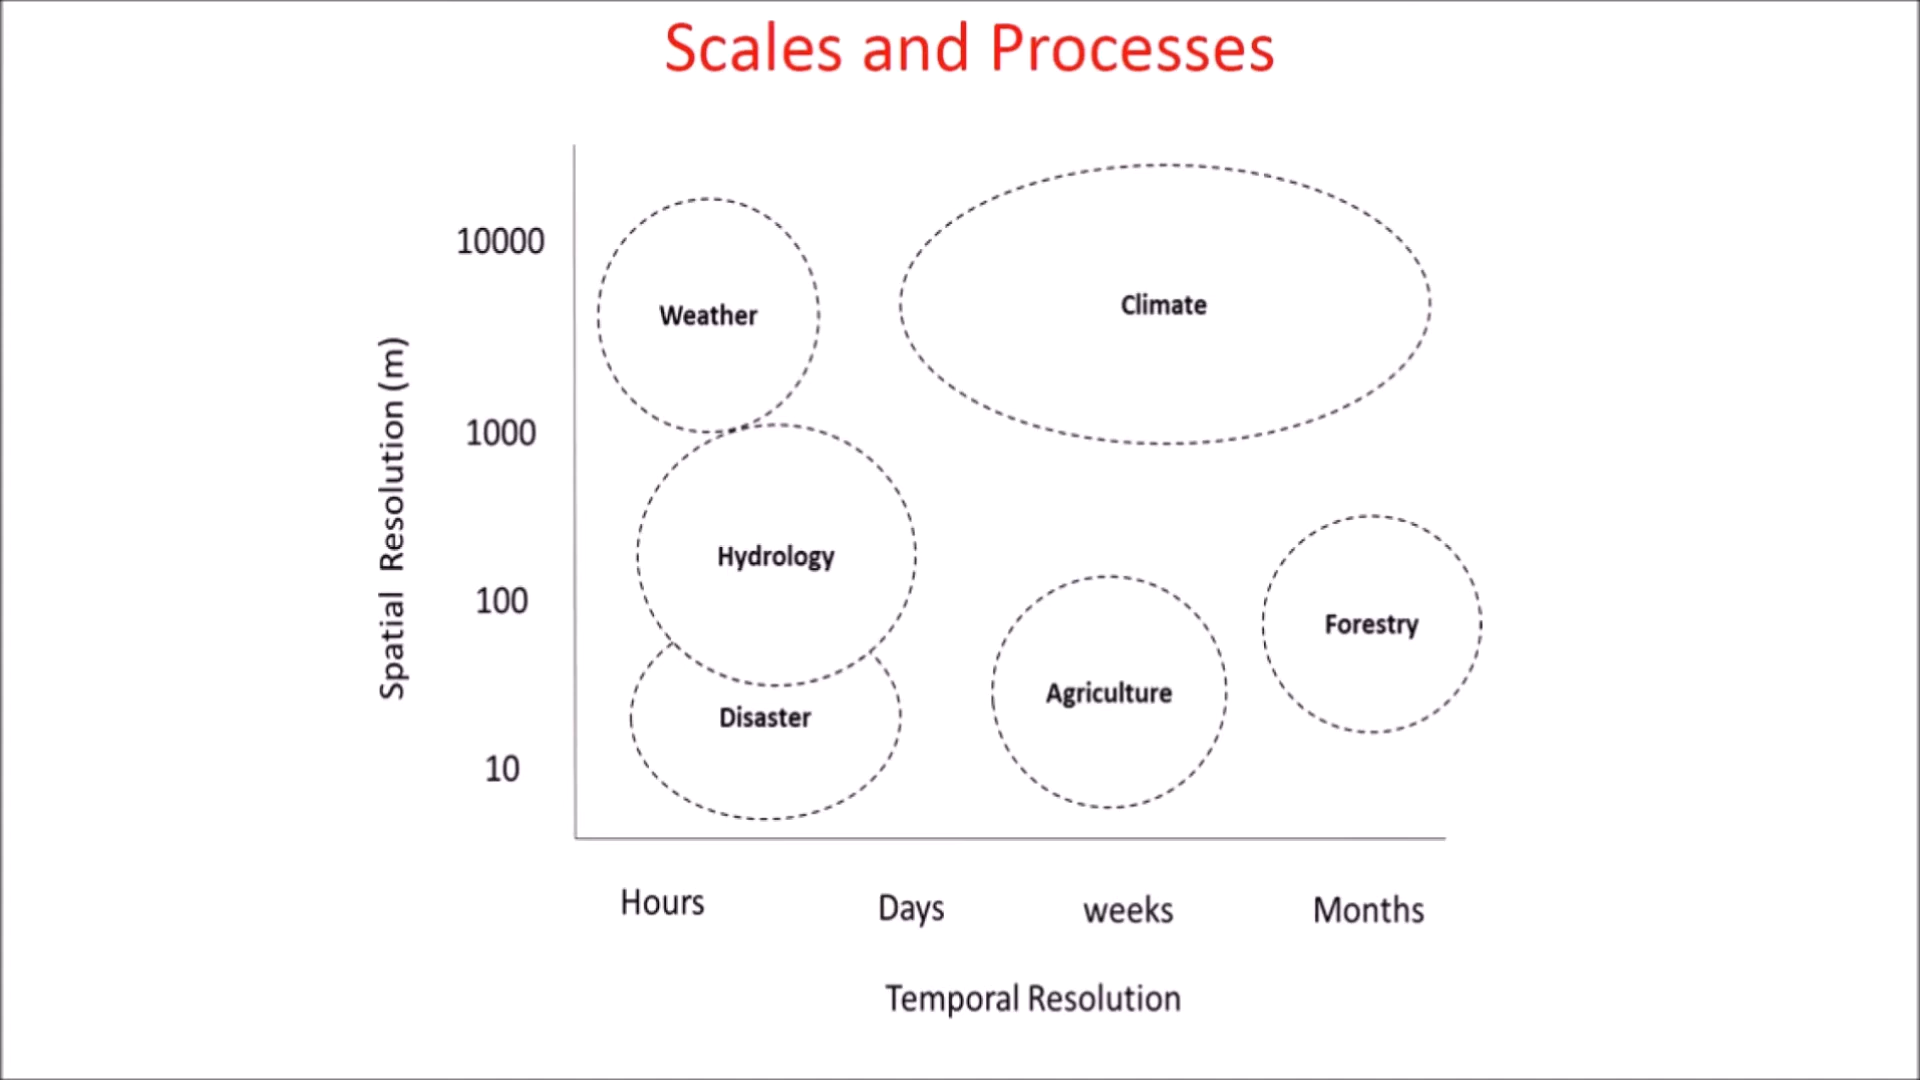 Scales and Processes
10000
1000
100
10
Spatial Resolution (m)
Weather
Climate
Hydrology
Forestry
Agriculture
Disaster
Hours
Days
weeks
Months
Temporal Resolution